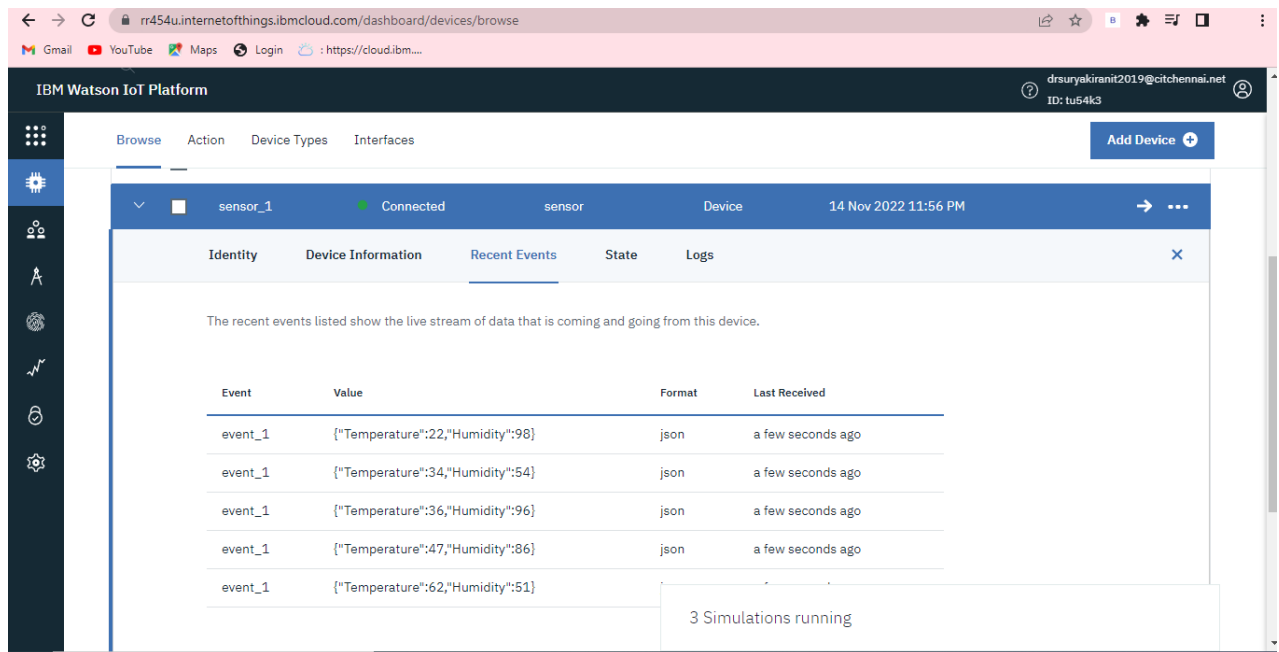 rr454u.internetofthings.ibmcloud.com/dashboard/devices/browse
B
Gmail YouTube Maps Login : https://cloud.ibm....
IBM Watson IoT Platform
drsuryakiranit2019@citchennai.net
ID: tu54k3
Browse Action Device Types Interfaces Add Device
sensor_1 Connected sensor Device 14 Nov 2022 11:56 PM
Identity Device Information Recent Events State Logs
The recent events listed show the live stream of data that is coming and going from this device.
Event Value Format Last Received
event_1 {"Temperature":22,"Humidity":98} json a few seconds ago
event_1 {"Temperature":34,"Humidity":54} json a few seconds ago
event_1 {"Temperature":36,"Humidity":96} json a few seconds ago
event_1 {"Temperature":47,"Humidity":86} json a few seconds ago
event_1 {"Temperature":62,"Humidity":51}
3 Simulations running